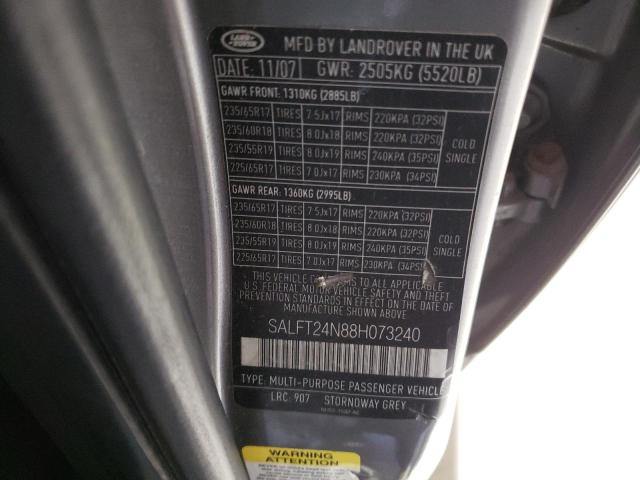 LAND ROVER
MFD BY LANDROVER IN THE UK
DATE: 11/07 GWR: 2505KG (5520LB)
GAWR FRONT: 1310KG (2885LB)
235/65R17 TIRES 7.5Jx17 RIMS 220KPA (32PSI)
235/60R18 TIRES 8.0Jx18 RIMS 220KPA (32PSI)
235/55R19 TIRES 8.0Jx19 RIMS 240KPA (35PSI)
225/65R17 TIRES 7.0Jx17 RIMS 230KPA (34PSI)
COLD
SINGLE
GAWR REAR: 1360KG (2995LB)
235/65R17 TIRES 7.5Jx17 RIMS 220KPA (32PSI)
235/60R18 TIRES 8.0Jx18 RIMS 220KPA (32PSI)
235/55R19 TIRES 8.0Jx19 RIMS 240KPA (35PSI)
225/65R17 TIRES 7.0Jx17 RIMS 230KPA (34PSI)
COLD
SINGLE
THIS VEHICLE TO ALL APPLICABLE
U.S. FEDERAL MOTOR VEHICLE SAFETY AND THEFT
PREVENTION STANDARDS IN EFFECT ON THE DATE OF
MANUFACTURE SHOWN ABOVE
SALFT24N88H073240
TYPE: MULTI-PURPOSE PASSENGER VEHICLE
LRC: 907 STORNOWAY GREY
WARNING
ATTENTION